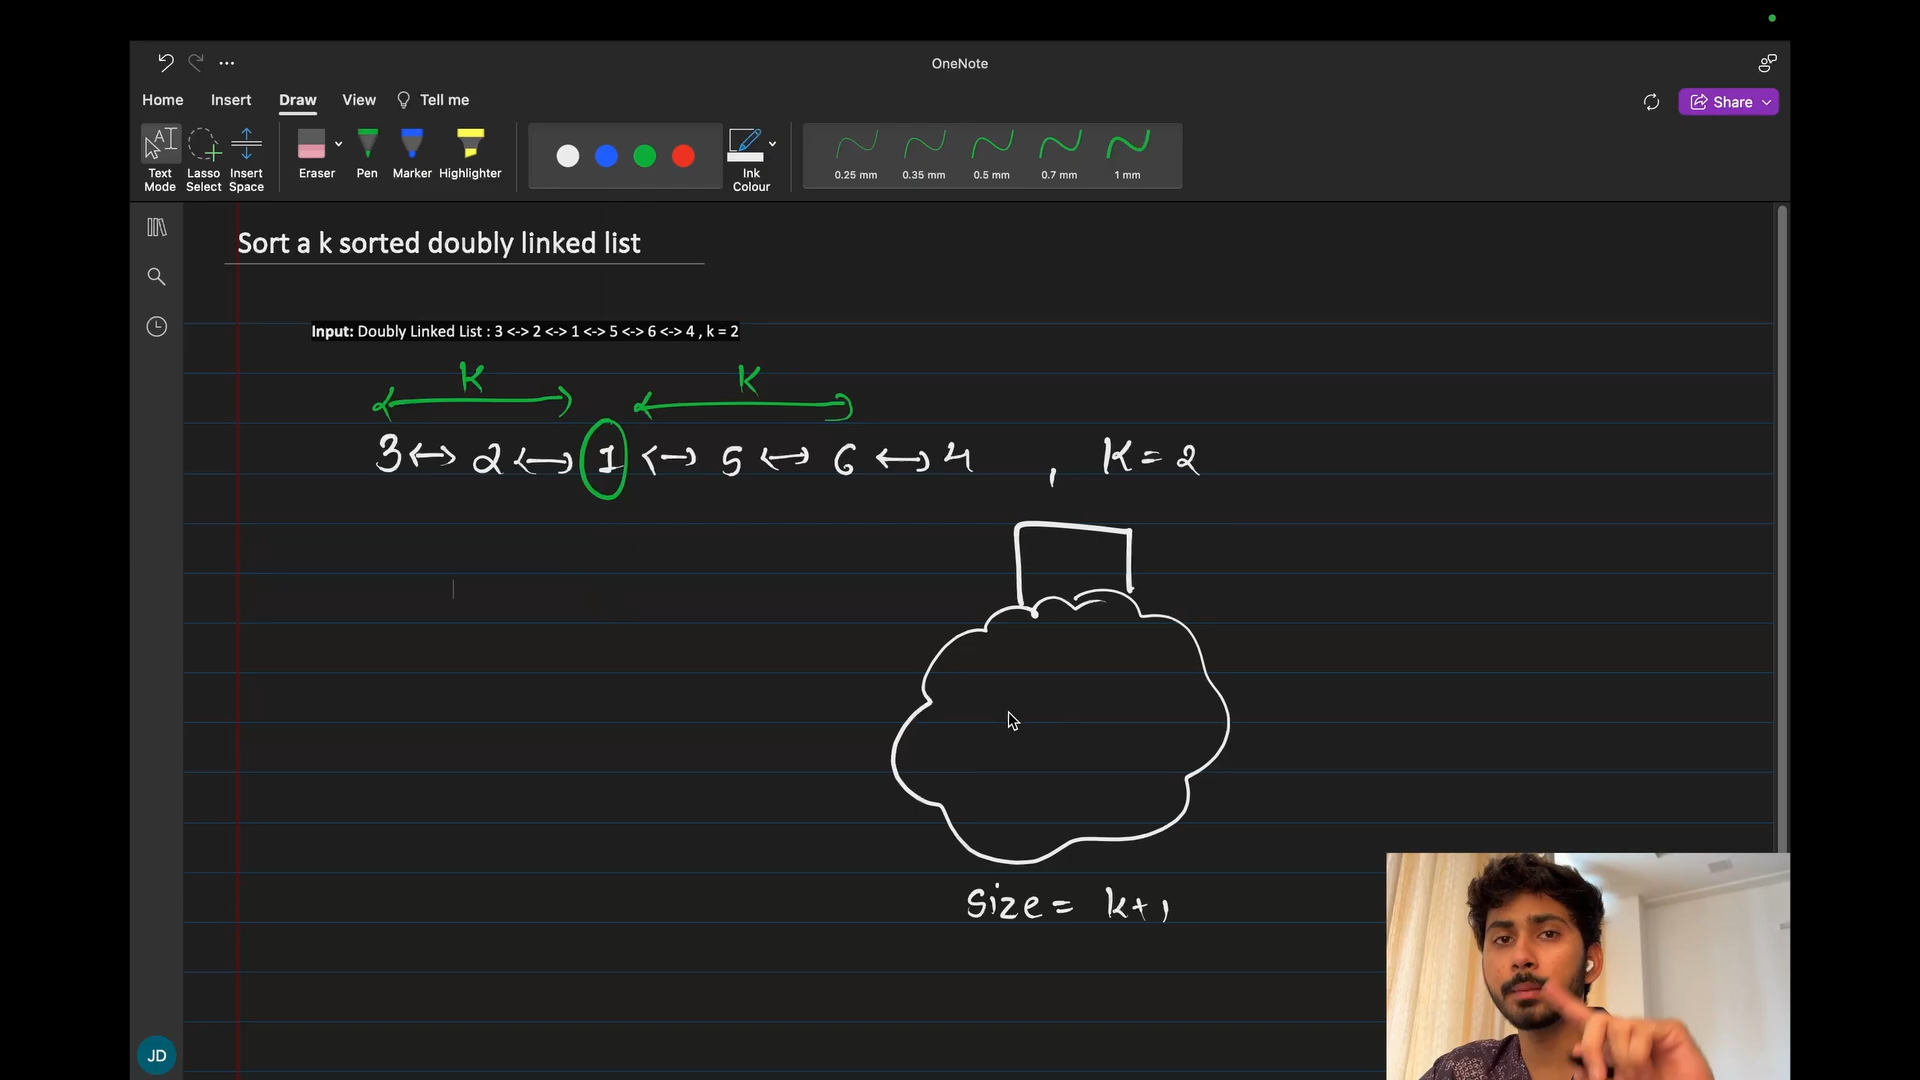 OneNote
Home Insert Draw View Tell me
Share
Text Mode
Lasso Select
Insert Space
Eraser
Pen
Marker
Highlighter
Ink Colour
0.25 mm
0.35 mm
0.5 mm
0.7 mm
1 mm
Sort a k sorted doubly linked list
Input: Doubly Linked List : 3 <-> 2 <-> 1 <-> 5 <-> 6 <-> 4 , k = 2
K K
3 <-> 2 <-> 1 <-> 5 <-> 6 <-> 4 , K = 2
Size = k+1
JD